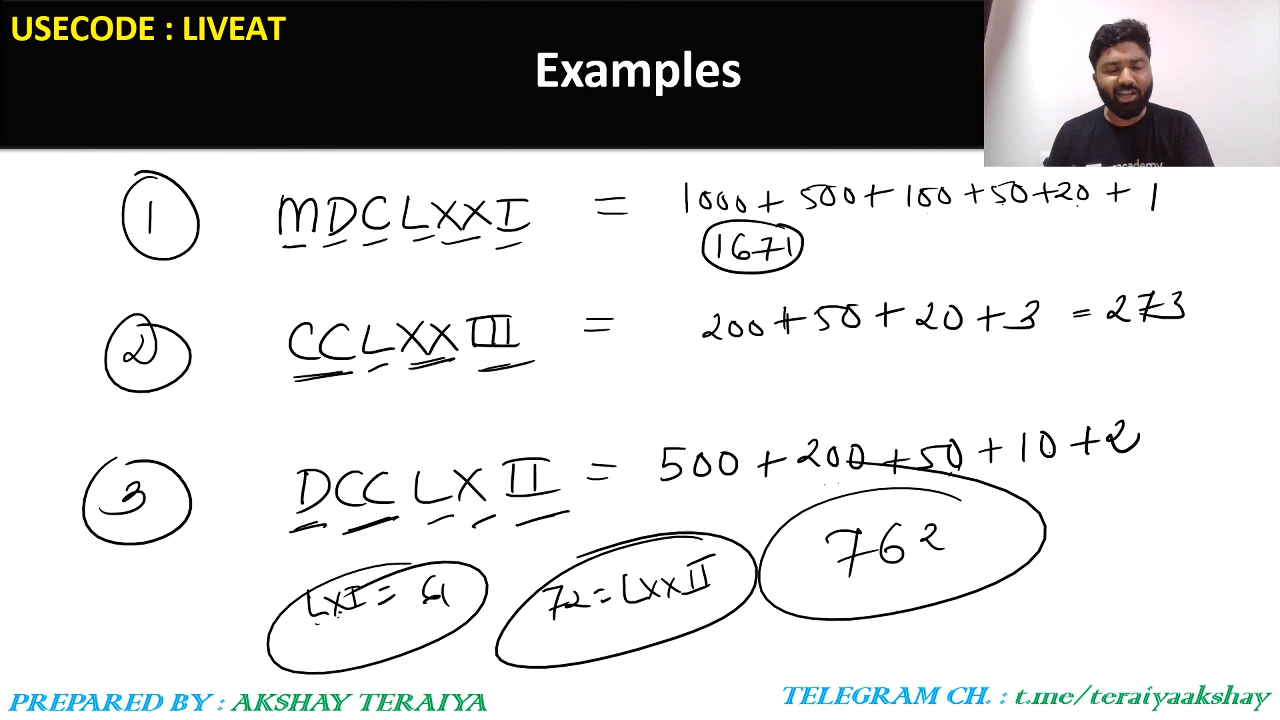 USECODE : LIVEAT
Examples
1 MDCLXXI = 1000 + 500 + 100 + 50 + 20 + 1
1671
2 CCLXXIII = 200 + 50 + 20 + 3 = 273
3 DCCLXII = 500 + 200 + 50 + 10 + 2
762
LXI = 61
72 = LXXII
PREPARED BY : AKSHAY TERAIYA
TELEGRAM CH. : t.me/teraiyaakshay